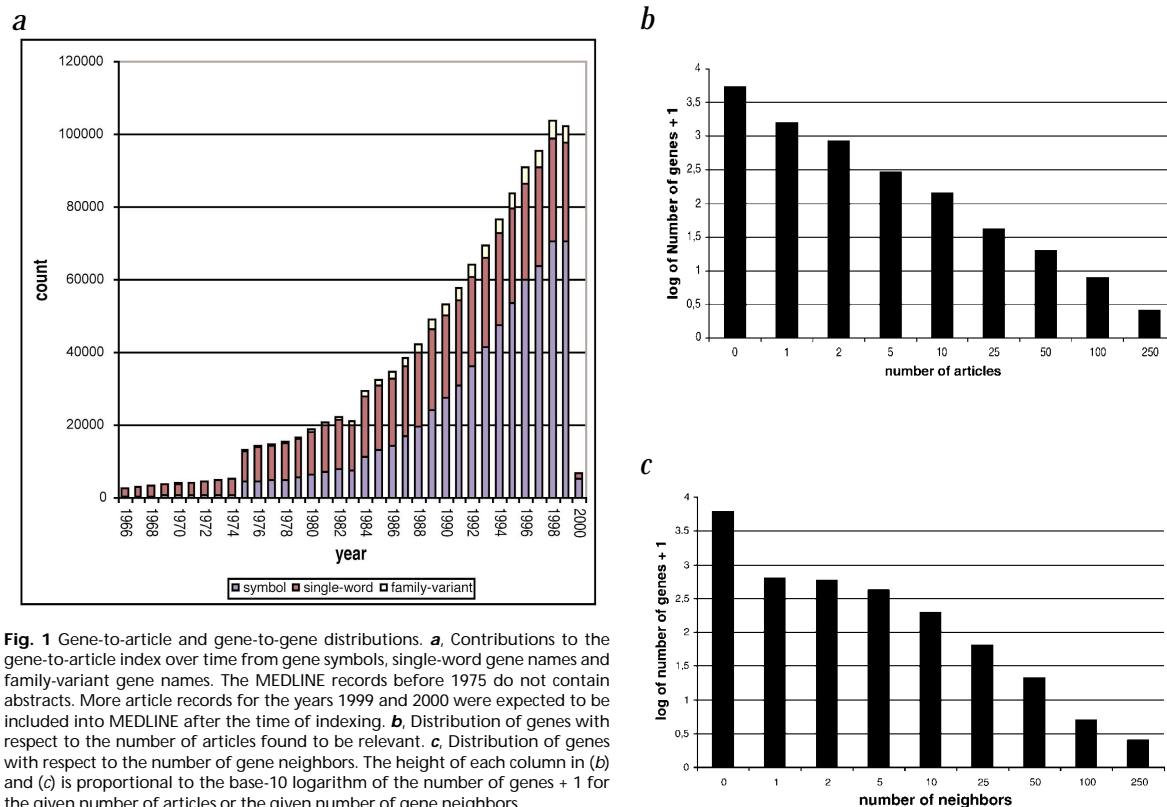 a
120000
100000
80000
60000
40000
20000
0
count
1966
1968
1970
1972
1974
1976
1978
1980
1982
1984
1986
1988
1990
1992
1994
1996
1998
2000
year
symbol single-word family-variant
Fig. 1 Gene-to-article and gene-to-gene distributions. a, Contributions to the
gene-to-article index over time from gene symbols, single-word gene names and
family-variant gene names. The MEDLINE records before 1975 do not contain
abstracts. More article records for the years 1999 and 2000 were expected to be
included into MEDLINE after the time of indexing. b, Distribution of genes with
respect to the number of articles found to be relevant. c, Distribution of genes
with respect to the number of gene neighbors. The height of each column in (b)
and (c) is proportional to the base-10 logarithm of the number of genes + 1 for
the given number of articles or the given number of gene neighbors.
b
4
3,5
3
2,5
2
1,5
1
0,5
0
log of Number of genes + 1
0 1 2 5 10 25 50 100 250
number of articles
c
4
3.5
3
2.5
2
1,5
1
0,5
0
log of number of genes + 1
0 1 2 5 10 25 50 100 250
number of neighbors